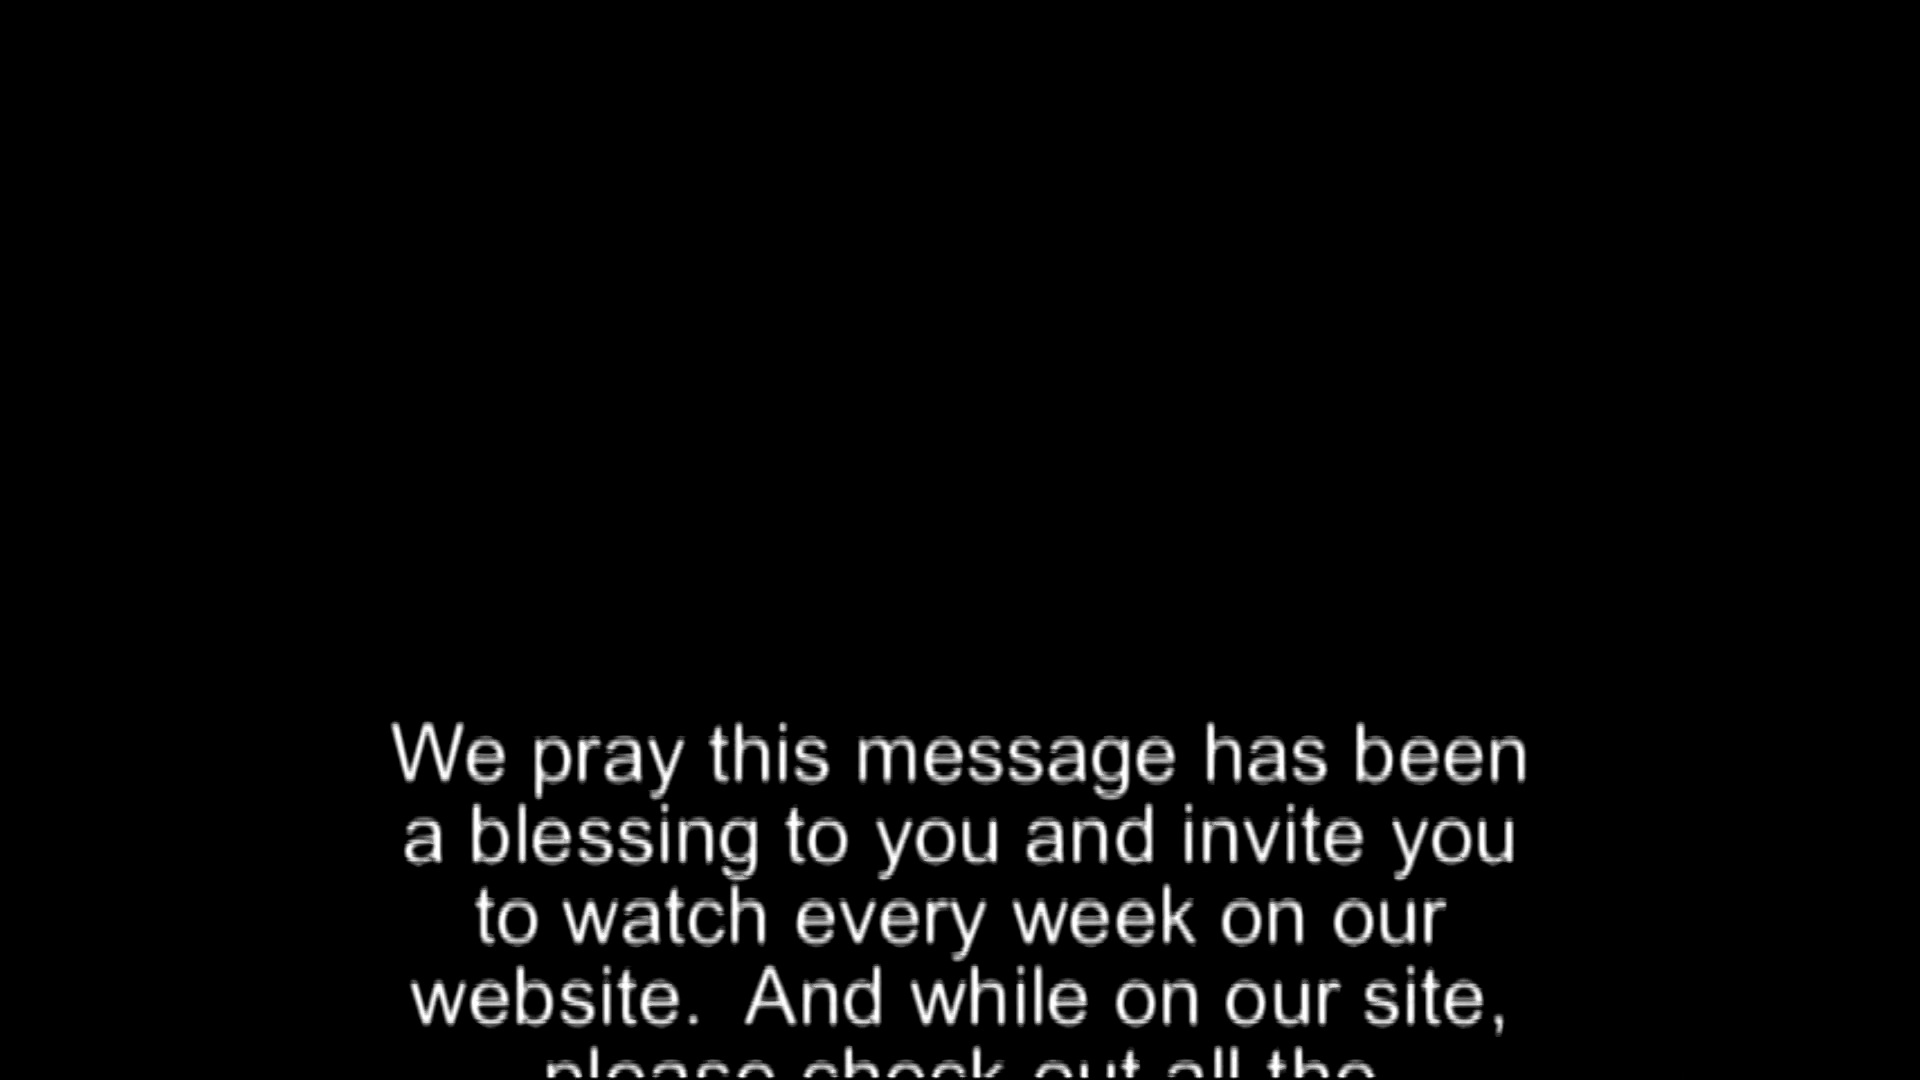 We pray this message has been
a blessing to you and invite you
to watch every week on our
website.  And while on our site,
please check out all the